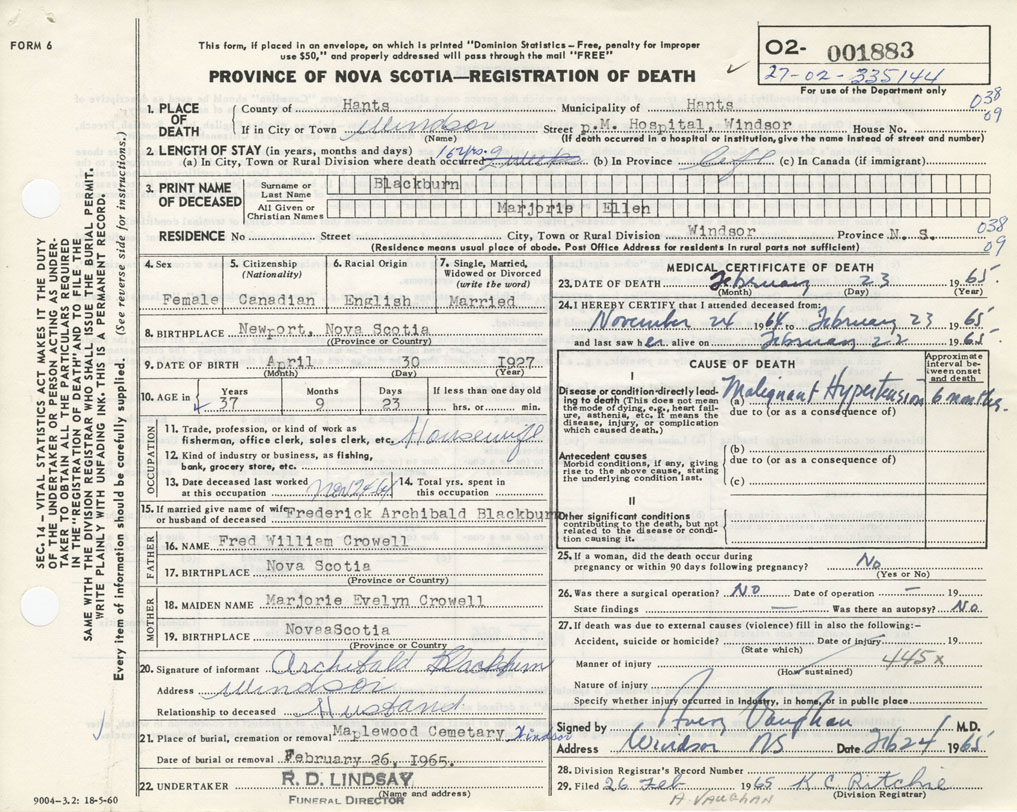 FORM 6
This form, if placed in an envelope, on which is printed "Dominion Statistics – Free, penalty for improper
use $50," and properly addressed will pass through the mail "FREE"
PROVINCE OF NOVA SCOTIA—REGISTRATION OF DEATH
O2- 001883
27-02-335144
For use of the Department only
038
09
1. PLACE OF DEATH
County of Hants Municipality of Hants
If in City or Town Windsor Street p.M. Hospital, Windsor House No.
(Name) (If death occurred in a hospital or institution, give the name instead of street and number)
2. LENGTH OF STAY (in years, months and days)
(a) In City, Town or Rural Division where death occurred 16 yrs. (b) In Province Life (c) In Canada (if immigrant)
3. PRINT NAME OF DECEASED
Surname or Last Name Blackburn
All Given or Christian Names Marjorie Ellen
RESIDENCE No Street City, Town or Rural Division Windsor Province N. S.
038
09
(Residence means usual place of abode. Post Office Address for residents in rural parts not sufficient)
4. Sex Female
5. Citizenship (Nationality) Canadian
6. Racial Origin English
7. Single, Married, Widowed or Divorced (write the word) Married
8. BIRTHPLACE Newport, Nova Scotia
(Province or Country)
9. DATE OF BIRTH April 30 1927
(Month) (Day) (Year)
10. AGE in Years Months Days If less than one day old
37 9 23 hrs. or min.
OCCUPATION
11. Trade, profession, or kind of work as
fisherman, office clerk, sales clerk, etc. Housewife
12. Kind of industry or business, as fishing,
bank, grocery store, etc.
13. Date deceased last worked
at this occupation Nov 24 64
14. Total yrs. spent in
this occupation
15. If married give name of wife
or husband of deceased Frederick Archibald Blackburn
FATHER
16. NAME Fred William Crowell
17. BIRTHPLACE Nova Scotia
(Province or Country)
MOTHER
18. MAIDEN NAME Marjorie Evelyn Crowell
19. BIRTHPLACE NovaaScotia
(Province or Country)
20. Signature of informant Archibald Blackburn
Address Windsor
Relationship to deceased Husband
21. Place of burial, cremation or removal Maplewood Cemetary Windsor
Date of burial or removal February 26, 1965.
22. UNDERTAKER R. D. LINDSAY
FUNERAL DIRECTOR (Name and address)
9004-3.2: 18-5-60
MEDICAL CERTIFICATE OF DEATH
23. DATE OF DEATH February 23 1965
(Month) (Day) (Year)
24. I HEREBY CERTIFY that I attended deceased from:
November 24 1964 to February 23 1965
and last saw her alive on February 22 1965
CAUSE OF DEATH
Approximate interval between onset and death
I
Disease or condition directly leading to death (This does not mean the mode of dying, e.g., heart failure, asthenia, etc. It means the disease, injury, or complication which caused death.)
(a) Malignant Hypertension 6 months.
due to (or as a consequence of)
Antecedent causes
Morbid conditions, if any, giving rise to the above cause, stating the underlying condition last.
(b)
due to (or as a consequence of)
(c)
II
Other significant conditions
contributing to the death, but not related to the disease or condition causing it.
25. If a woman, did the death occur during
pregnancy or within 90 days following pregnancy? No
(Yes or No)
26. Was there a surgical operation? No Date of operation – 19
State findings — Was there an autopsy? No
27. If death was due to external causes (violence) fill in also the following:-
Accident, suicide or homicide? Date of injury 19
(State which)
445x
Manner of injury
(How sustained)
Nature of injury
Specify whether injury occurred in industry, in home, or in public place
Signed by Avery Vaughan M.D.
Address Windsor NS Date Feb 24 1965
28. Division Registrar's Record Number
29. Filed 26 Feb 1965 K C Ritchie
(Division Registrar)
A. VAUGHAN
SEC. 14 – VITAL STATISTICS ACT MAKES IT THE DUTY
OF THE UNDERTAKER OR PERSON ACTING AS UNDER-
TAKER TO OBTAIN ALL THE PARTICULARS REQUIRED
IN THE "REGISTRATION OF DEATH" AND TO FILE THE
SAME WITH THE DIVISION REGISTRAR WHO SHALL ISSUE THE BURIAL PERMIT.
WRITE PLAINLY WITH UNFADING INK. THIS IS A PERMANENT RECORD.
Every item of Information should be carefully supplied. (See reverse side for instructions.)